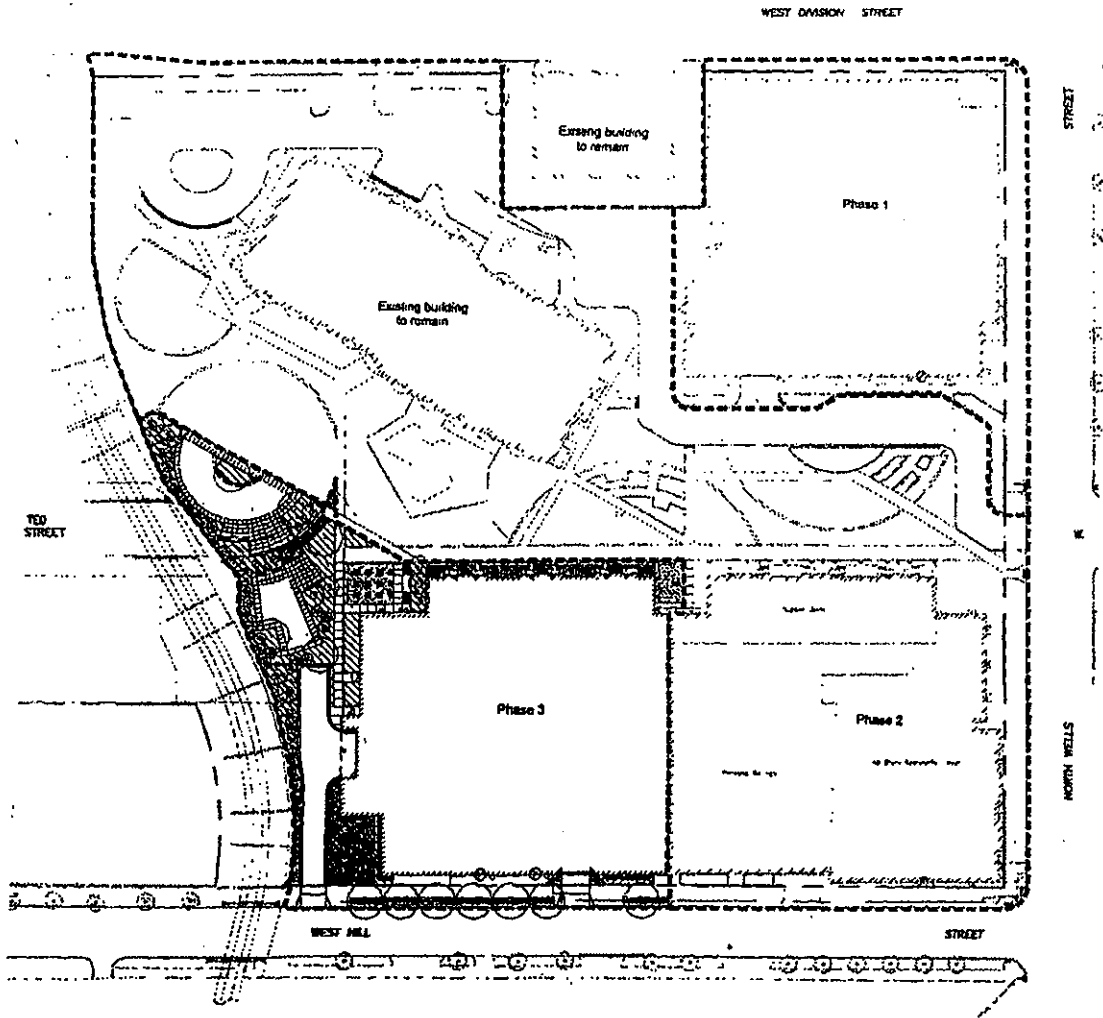 WEST DIVISION STREET
STREET
Existing building
to remain
Phase 1
Existing building
to remain
TED
STREET
Phase 3
Phase 2
NORTH WELLS
WEST HILL
STREET